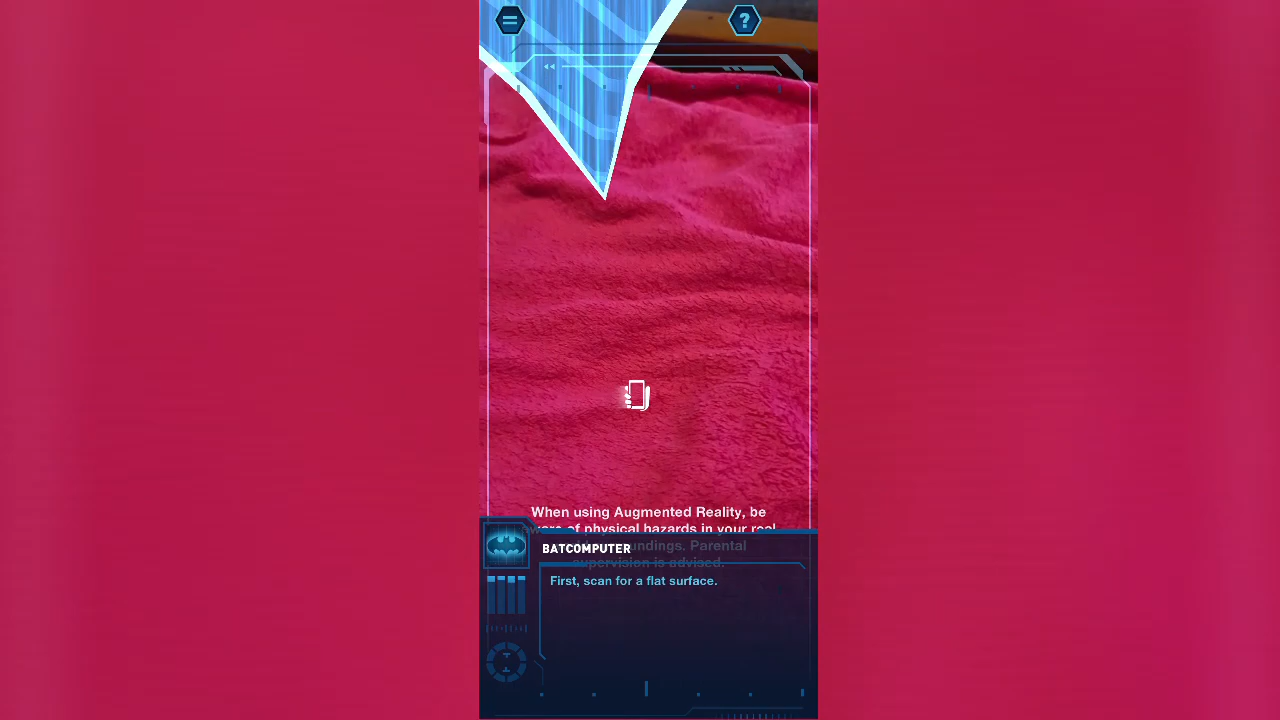 ?
When using Augmented Reality, be
aware of physical hazards in your real
surroundings. Parental
supervision is advised.
BATCOMPUTER
First, scan for a flat surface.